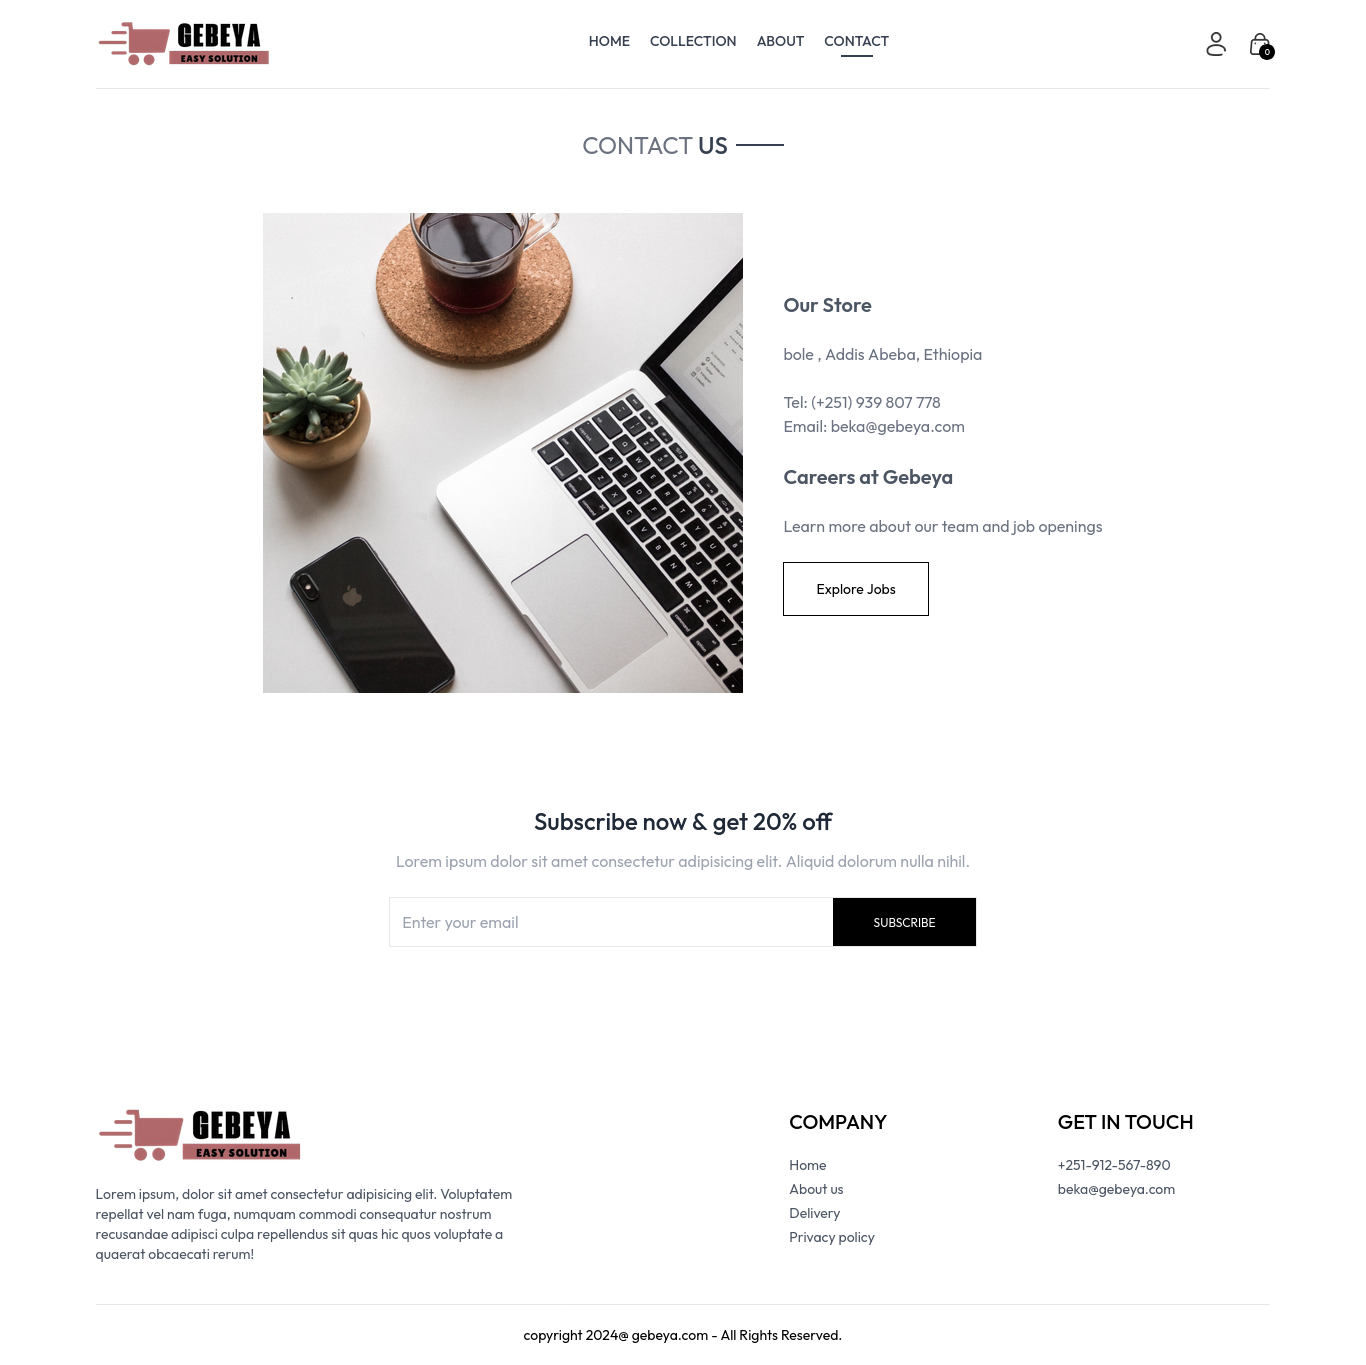 GEBEYA
EASY SOLUTION
HOME COLLECTION ABOUT CONTACT
0
CONTACT US
Our Store
bole , Addis Abeba, Ethiopia
Tel: (+251) 939 807 778
Email: beka@gebeya.com
Careers at Gebeya
Learn more about our team and job openings
Explore Jobs
Subscribe now & get 20% off
Lorem ipsum dolor sit amet consectetur adipisicing elit. Aliquid dolorum nulla nihil.
Enter your email SUBSCRIBE
GEBEYA
EASY SOLUTION
Lorem ipsum, dolor sit amet consectetur adipisicing elit. Voluptatem
repellat vel nam fuga, numquam commodi consequatur nostrum
recusandae adipisci culpa repellendus sit quas hic quos voluptate a
quaerat obcaecati rerum!
COMPANY
Home
About us
Delivery
Privacy policy
GET IN TOUCH
+251-912-567-890
beka@gebeya.com
copyright 2024@ gebeya.com - All Rights Reserved.